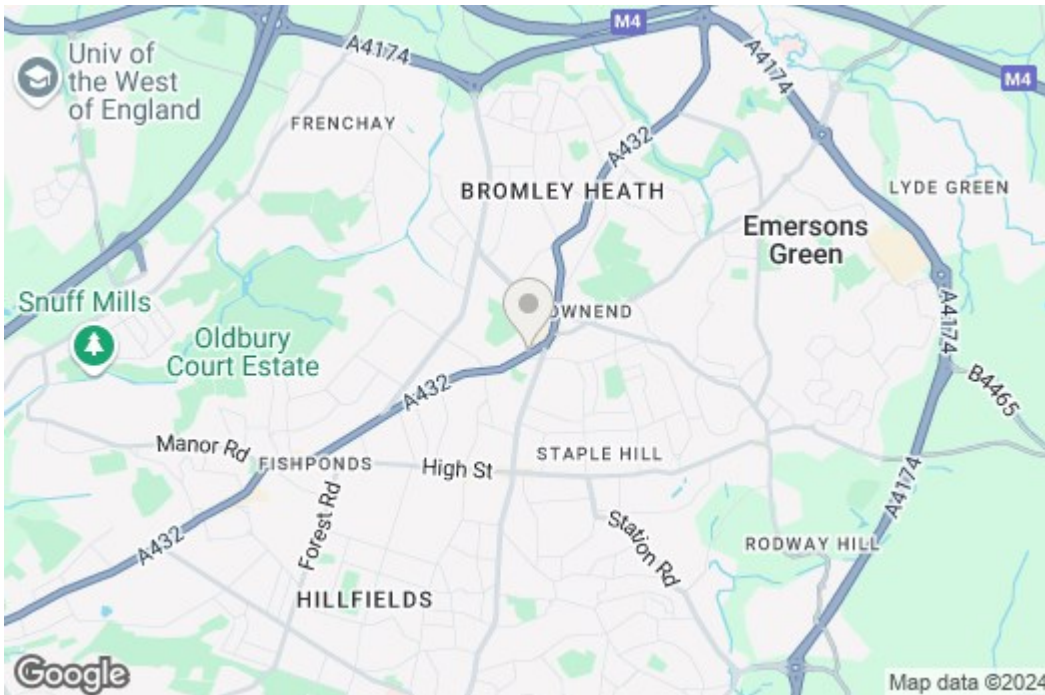 M4
A4174
Univ of
the West
of England
FRENCHAY
A432
A4174
M4
BROMLEY HEATH
LYDE GREEN
Emersons
Green
Snuff Mills
OWNEND
Oldbury
Court Estate
A4174
A432
B4465
Manor Rd
FISHPONDS
High St
STAPLE HILL
A4174
Forest Rd
Station Rd
A432
RODWAY HILL
HILLFIELDS
Google
Map data ©2024